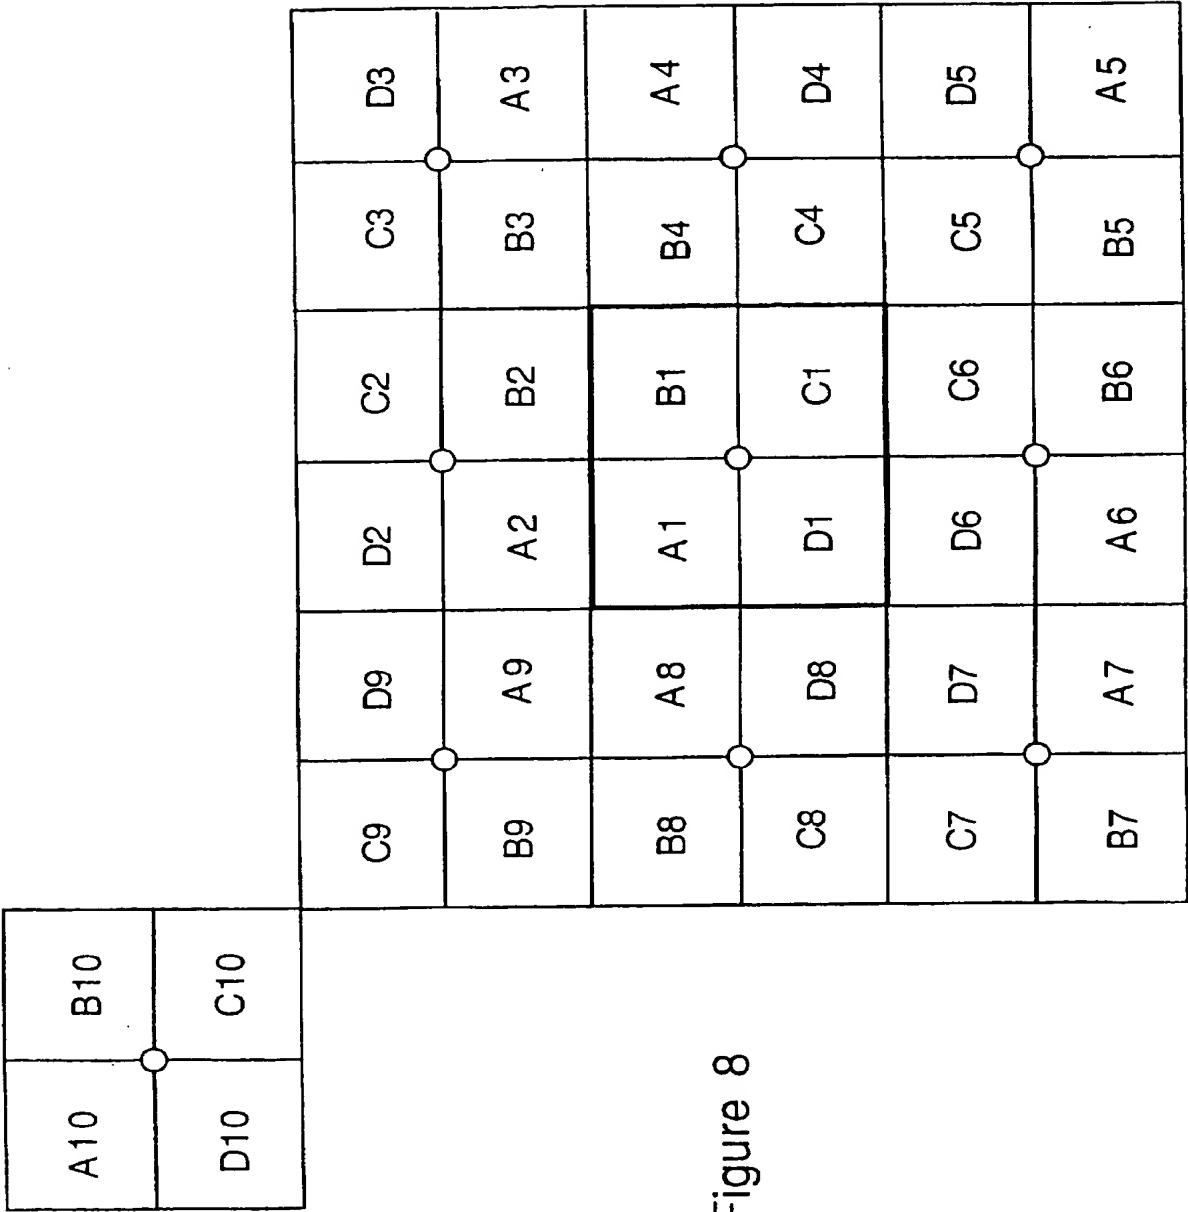 A10 B10
D10 C10
C9 D9 D2 C2 C3 D3
B9 A9 A2 B2 B3 A3
B8 A8 A1 B1 B4 A4
C8 D8 D1 C1 C4 D4
C7 D7 D6 C6 C5 D5
B7 A7 A6 B6 B5 A5
Figure 8